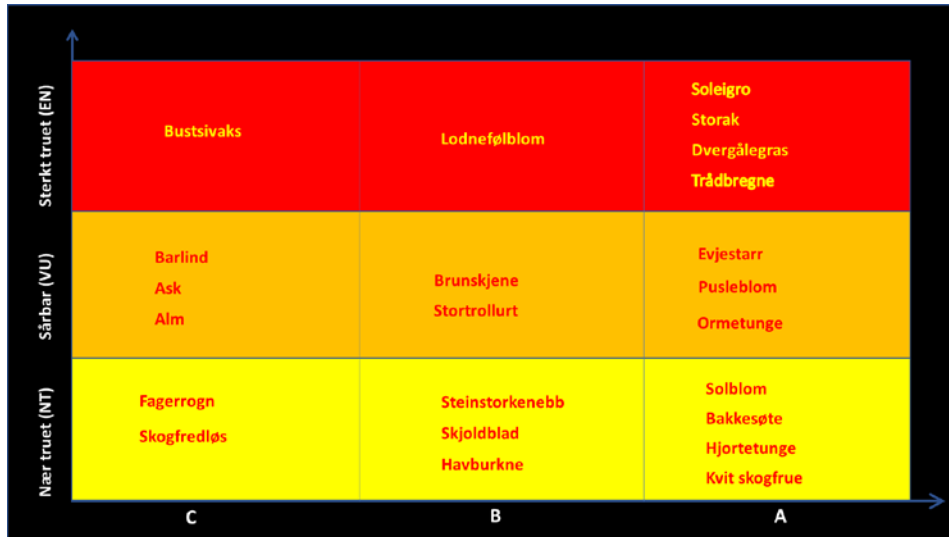 Sterkt truet (EN)
Bustsivaks
Lodnefølblom
Soleigro
Storak
Dvergålegras
Trådbregne
Sårbar (VU)
Barlind
Ask
Alm
Brunskjene
Stortrollurt
Evjestarr
Pusleblom
Ormetunge
Nær truet (NT)
Fagerrogn
Skogfredløs
Steinstorkenebb
Skjoldblad
Havburkne
Solblom
Bakkesøte
Hjortetunge
Kvit skogfrue
C
B
A